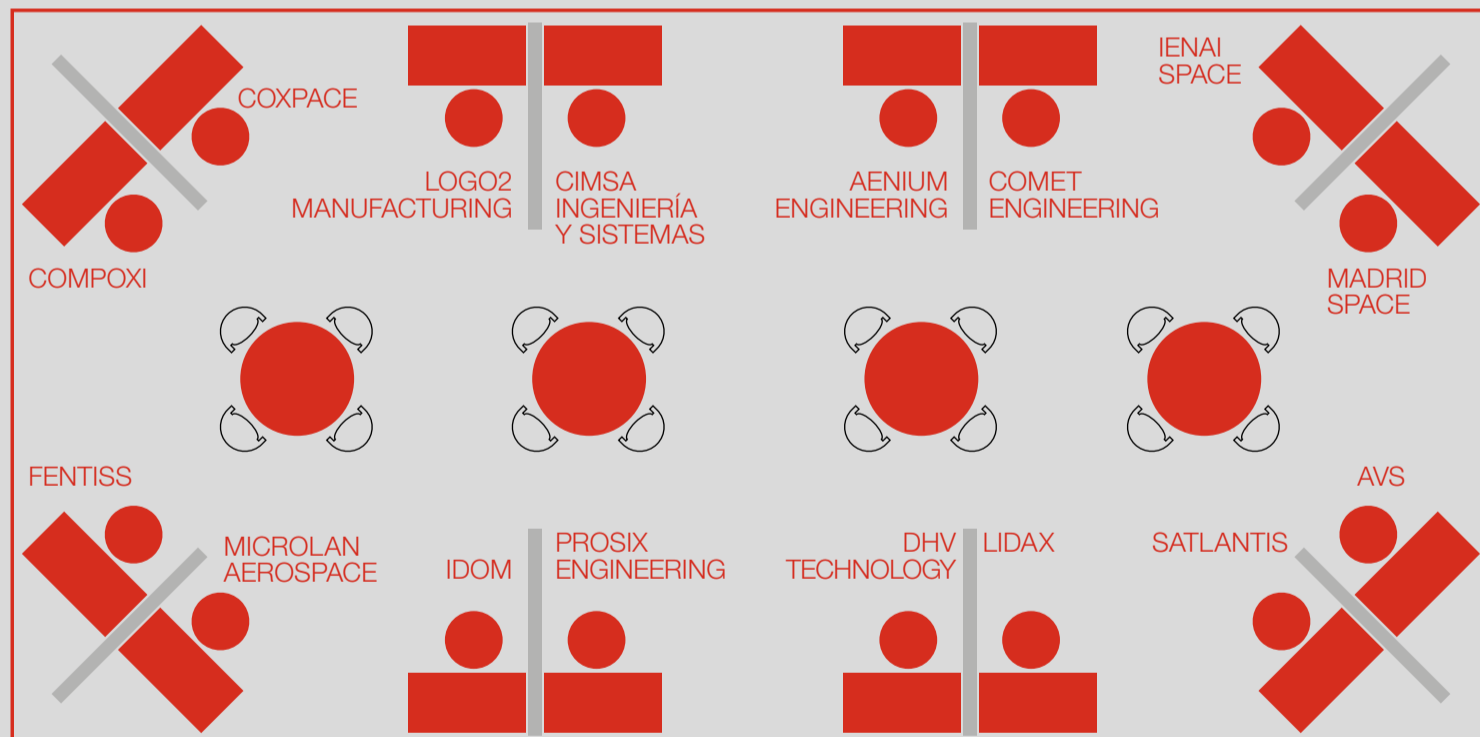 COXPACE
COMPOXI
LOGO2
MANUFACTURING
CIMSA
INGENIERÍA
Y SISTEMAS
AENIUM
ENGINEERING
COMET
ENGINEERING
IENAI
SPACE
MADRID
SPACE
FENTISS
MICROLAN
AEROSPACE
IDOM
PROSIX
ENGINEERING
DHV
TECHNOLOGY
LIDAX
SATLANTIS
AVS